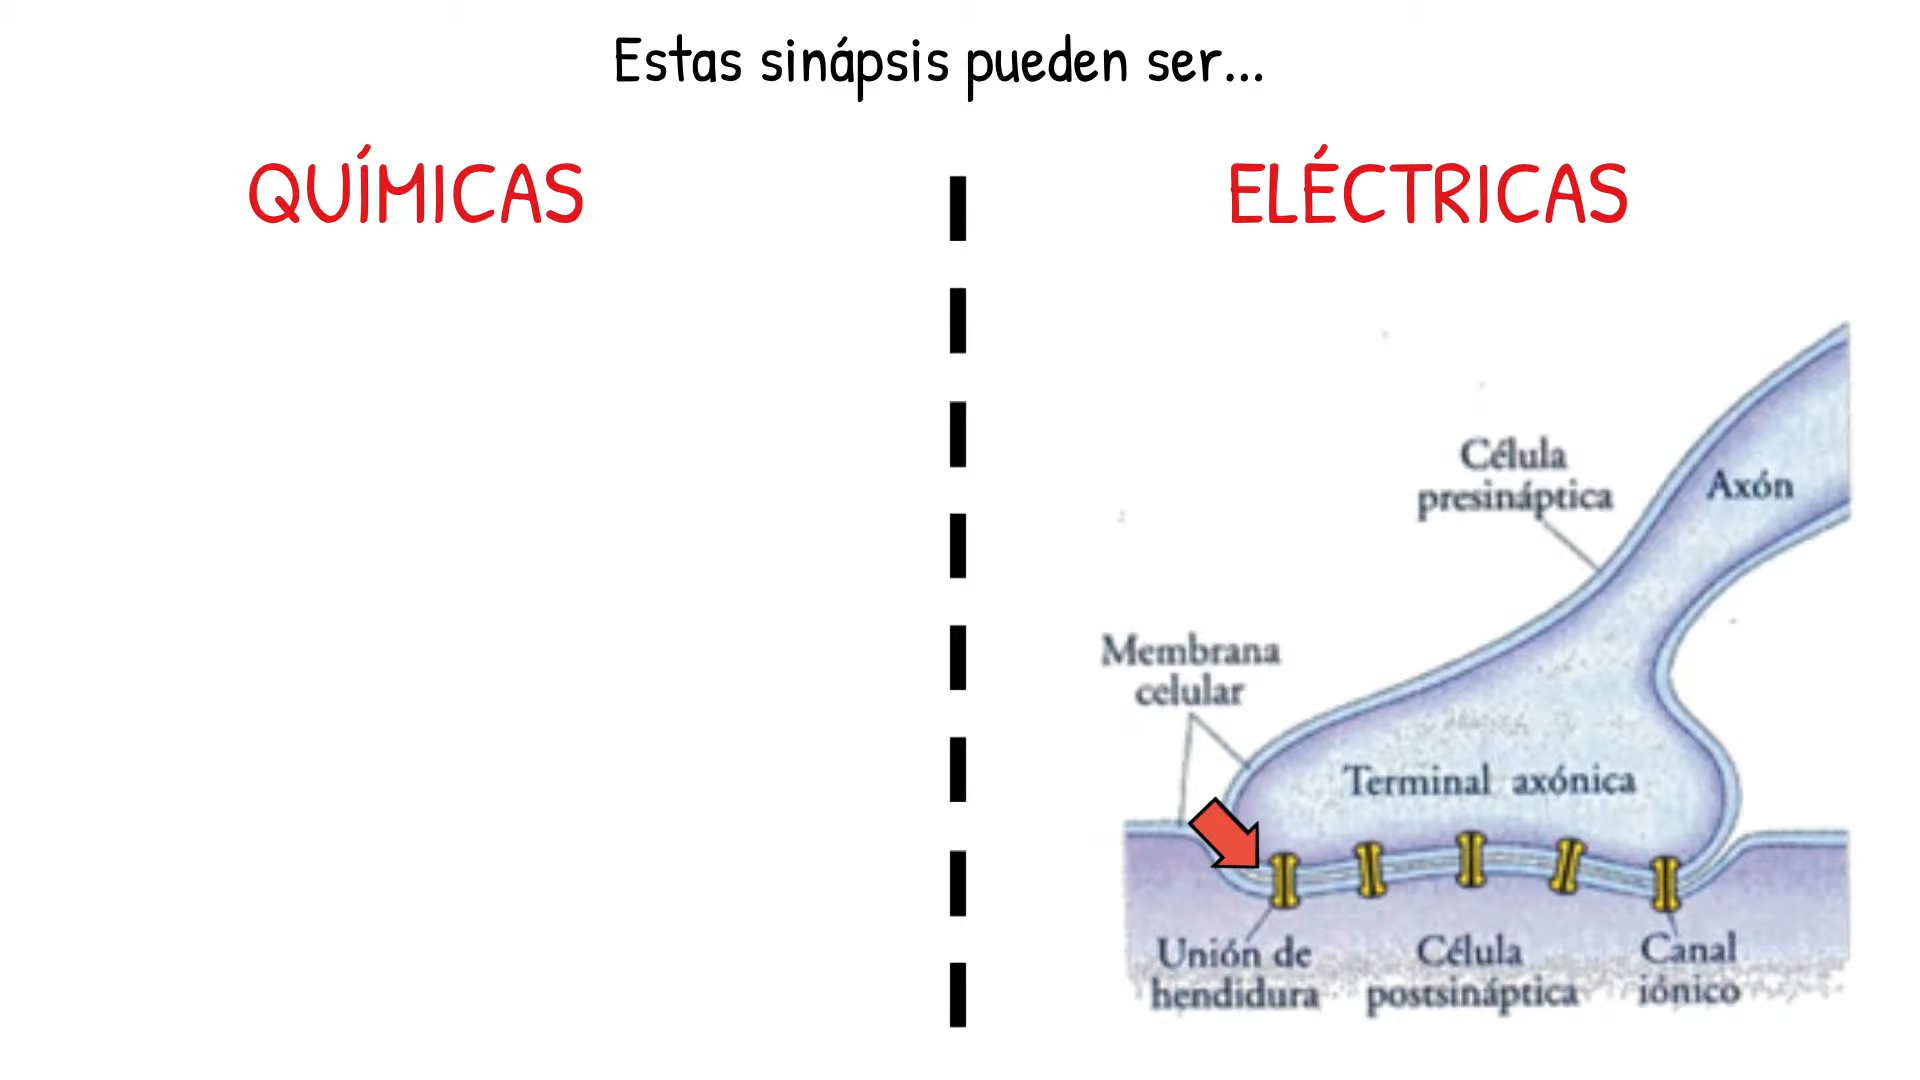 Estas sinápsis pueden ser...
QUÍMICAS
ELÉCTRICAS
Célula
presináptica
Axón
Membrana
celular
Terminal axónica
Unión de
hendidura
Célula
postsináptica
Canal
iónico